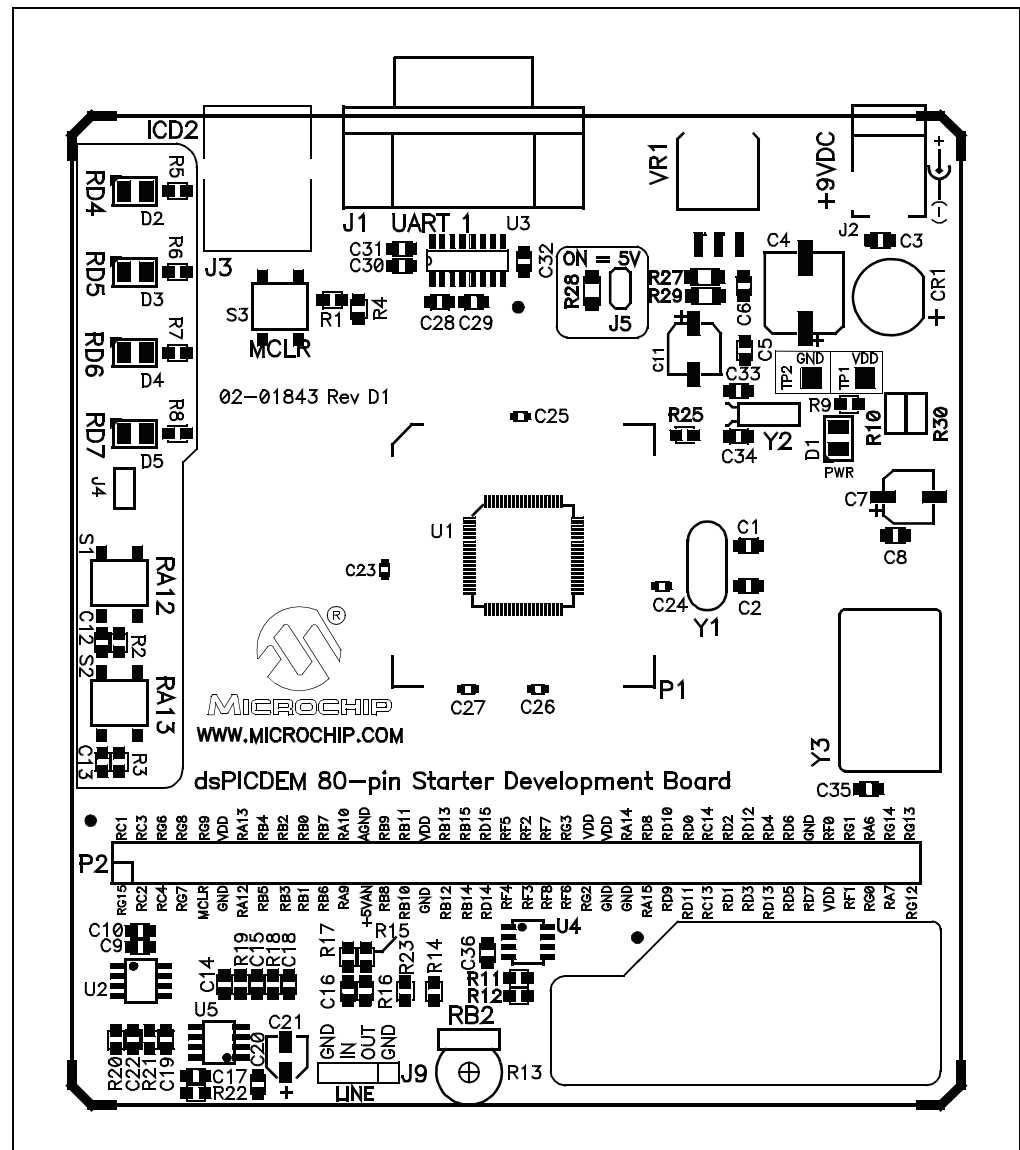 ICD2
R5
RD4
D2
R6
RD5
D3
R7
RD6
D4
R8
RD7
D5
J4
J3
S3
MCLR
R1
R4
J1 UART 1
U3
C31
C30
C32
C28
C29
ON = 5V
R28
J5
VR1
+9VDC
+
(-)
J2
C3
C4
+
CR1
+
R27
R29
C6
C5
C11
+
GND
VDD
TP2
TP1
C33
C34
Y2
R25
R9
R10
R30
D1
PWR
C7
+
C8
02-01843 Rev D1
C25
U1
C23
C24
C27
C26
P1
Y1
C1
C2
S1
RA12
C12
R2
S2
RA13
C13
R3
®
MICROCHIP
WWW.MICROCHIP.COM
Y3
C35
dsPICDEM 80-pin Starter Development Board
RC1 RC3 RG6 RG8 RG9 VDD RA13 RB4 RB2 RB0 RB7 RA10 AGND RB9 RB11 VDD RB13 RB15 RD15 RF5 RF2 RF7 RG3 VDD VDD RA14 RD8 RD10 RD0 RC14 RD2 RD12 RD4 RD6 GND RF0 RG1 RA6 RG14 RG13
P2
RG15 RC2 RC4 RG7 MCLR GND RA12 RB5 RB3 RB1 RB6 RA9 +5VAN RB8 RB10 GND RB12 RB14 RD14 RF4 RF3 RF8 RF6 RG2 GND GND RA15 RD9 RD11 RC13 RD1 RD3 RD13 RD5 RD7 VDD RF1 RG0 RA7 RG12
C10
C9
U2
C14
R19
C15
R18
C18
R17
R15
C16
R16
R23
R14
C36
U4
R11
R12
R20
C22
R21
C19
U5
C17
R22
C20
C21
+
GND
IN
OUT
GND
J9
LINE
RB2
R13